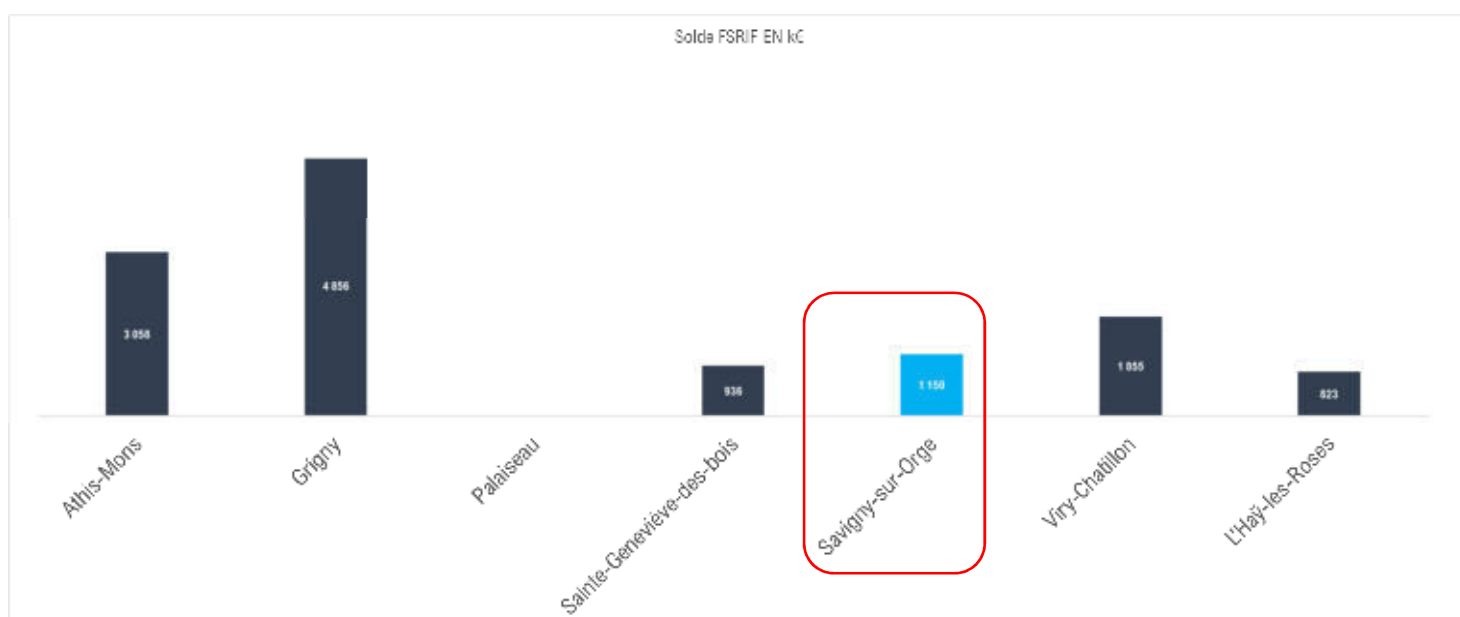 Solde FSRIF EN k€
4 856
3 058
936
1 150
1 855
823
Athis-Mons
Grigny
Palaiseau
Sainte-Geneviève-des-bois
Savigny-sur-Orge
Viry-Chatillon
L'Haÿ-les-Roses